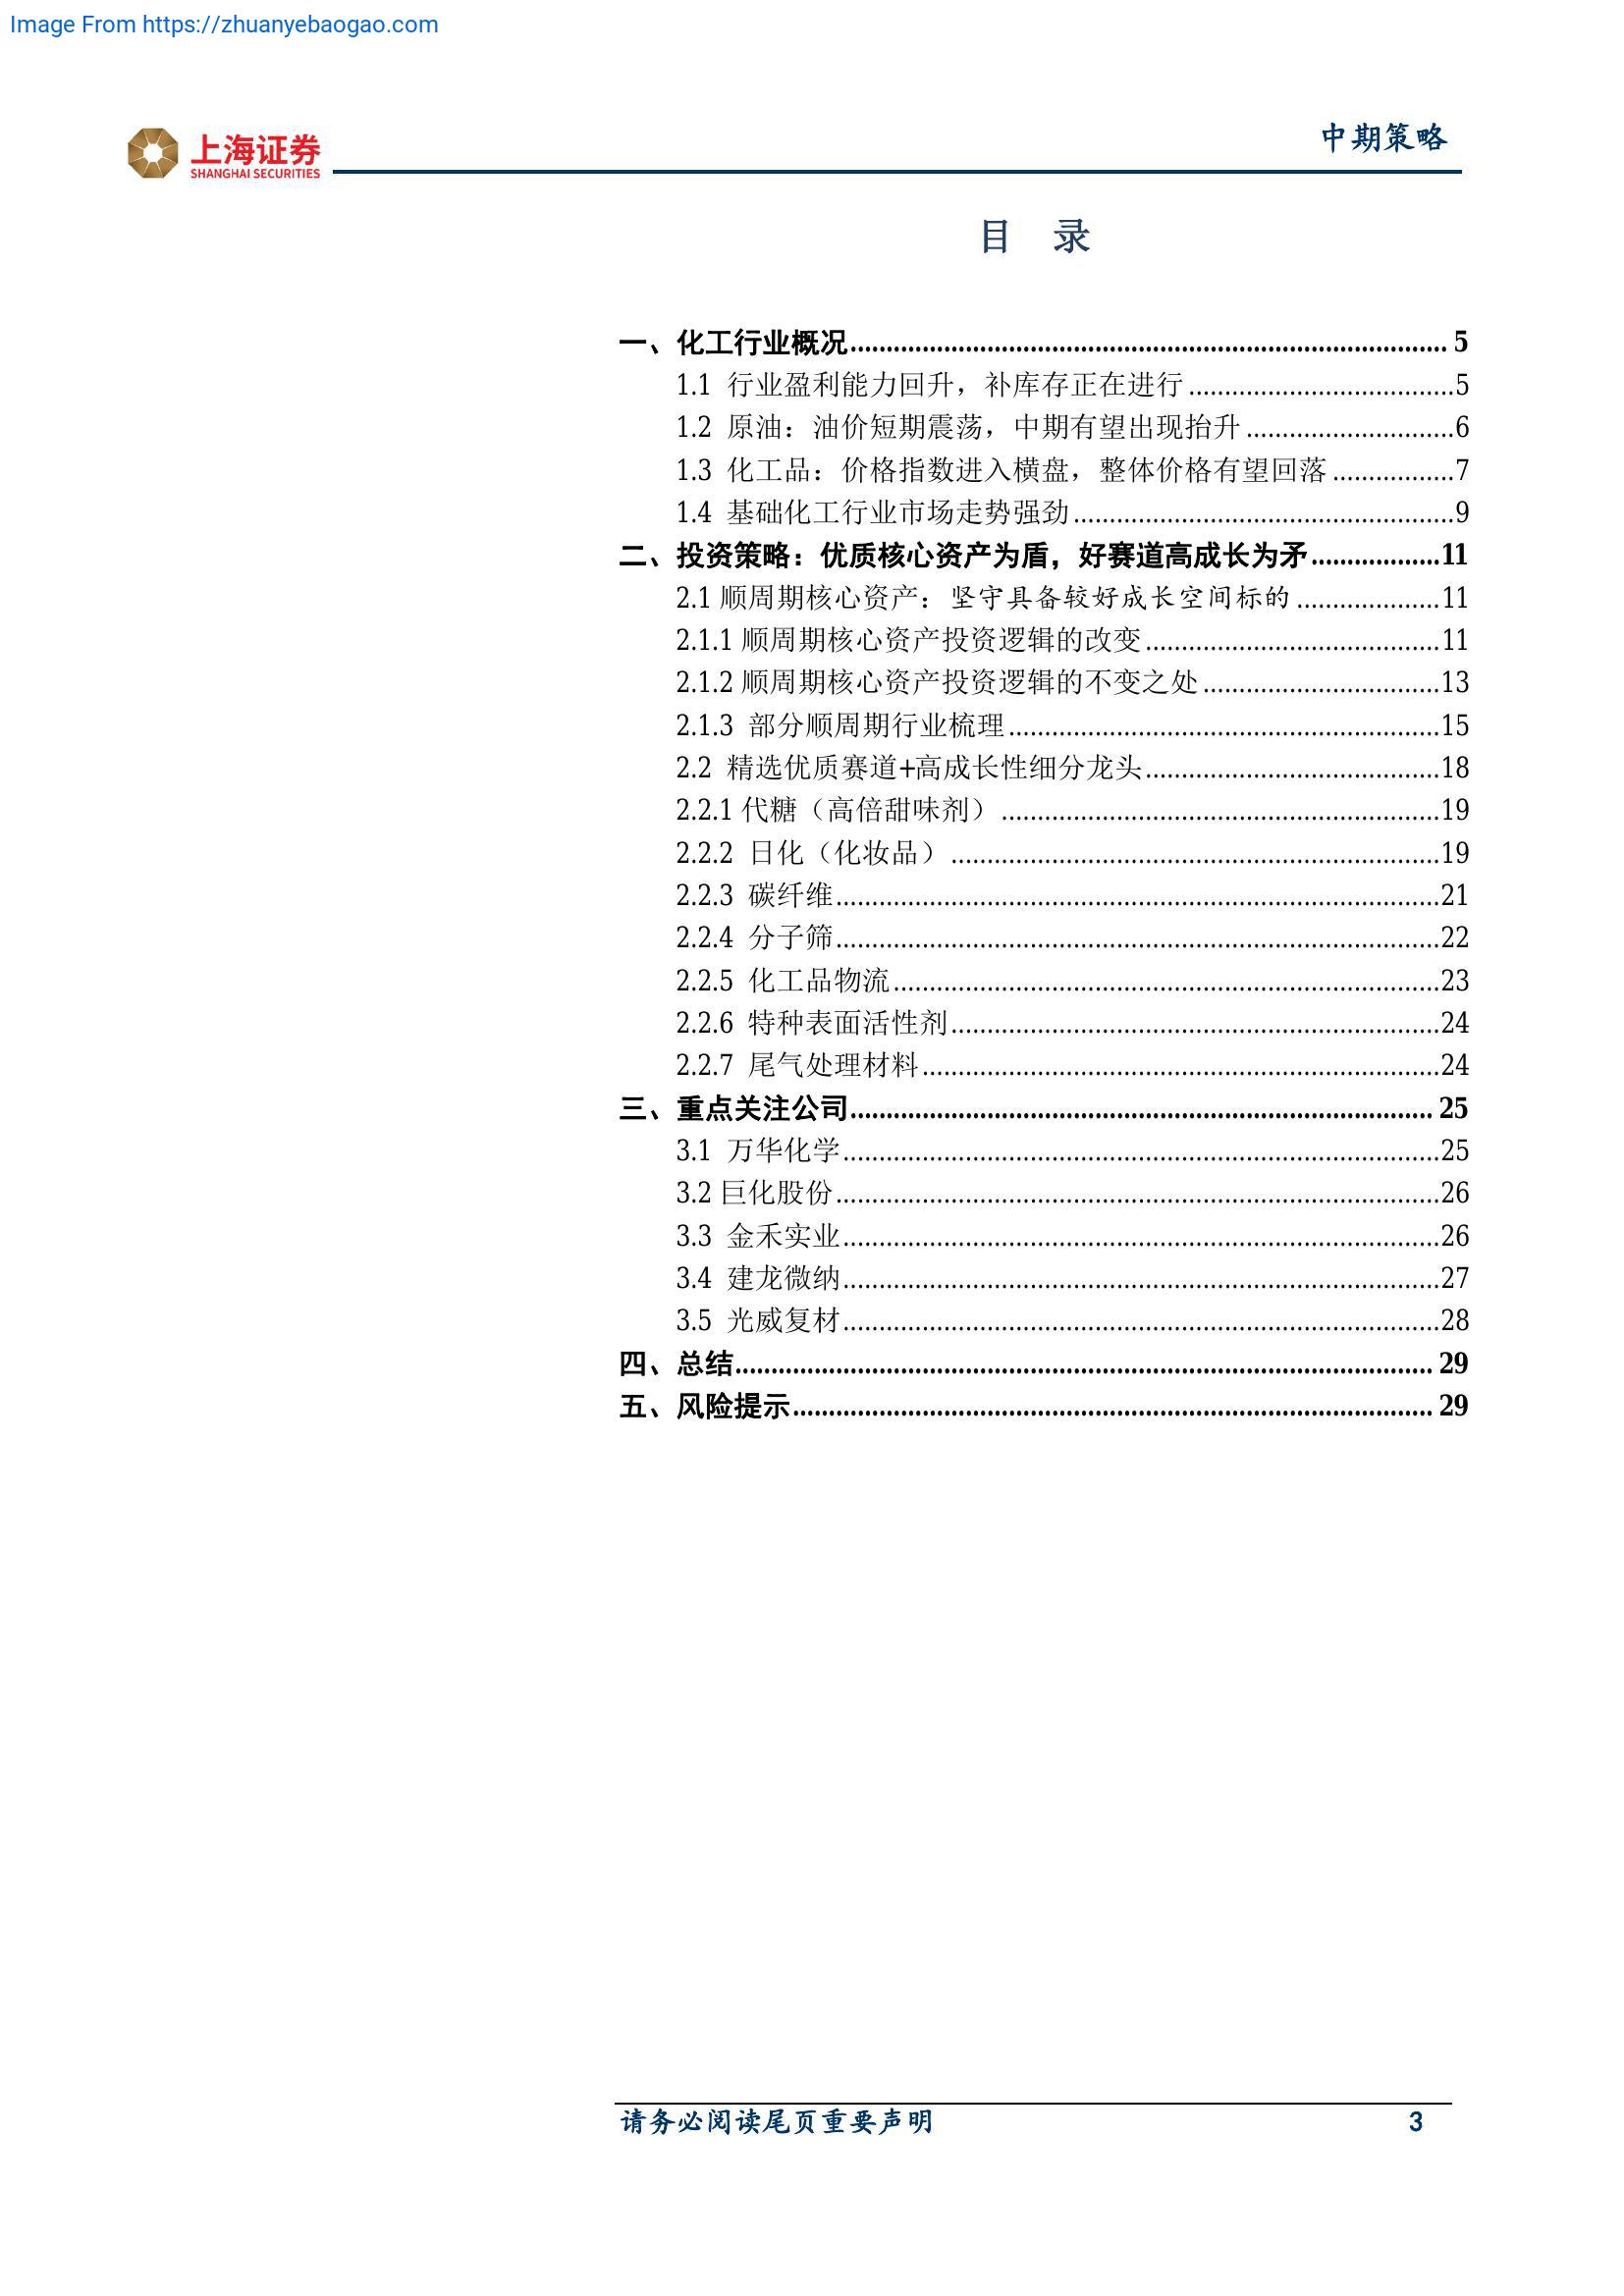 Image From https://zhuanyebaogao.com
上海证券
SHANGHAI SECURITIES
中期策略
目 录
一、化工行业概况................ 5
1.1 行业盈利能力回升，补库存正在进行................5
1.2 原油：油价短期震荡，中期有望出现抬升................6
1.3 化工品：价格指数进入横盘，整体价格有望回落................7
1.4 基础化工行业市场走势强劲................9
二、投资策略：优质核心资产为盾，好赛道高成长为矛................11
2.1 顺周期核心资产：坚守具备较好成长空间标的................11
2.1.1 顺周期核心资产投资逻辑的改变................11
2.1.2 顺周期核心资产投资逻辑的不变之处................13
2.1.3 部分顺周期行业梳理................15
2.2 精选优质赛道+高成长性细分龙头................18
2.2.1 代糖（高倍甜味剂）................19
2.2.2 日化（化妆品）................19
2.2.3 碳纤维................21
2.2.4 分子筛................22
2.2.5 化工品物流................23
2.2.6 特种表面活性剂................24
2.2.7 尾气处理材料................24
三、重点关注公司................ 25
3.1 万华化学................25
3.2 巨化股份................26
3.3 金禾实业................26
3.4 建龙微纳................27
3.5 光威复材................28
四、总结................ 29
五、风险提示................ 29
请务必阅读尾页重要声明 3